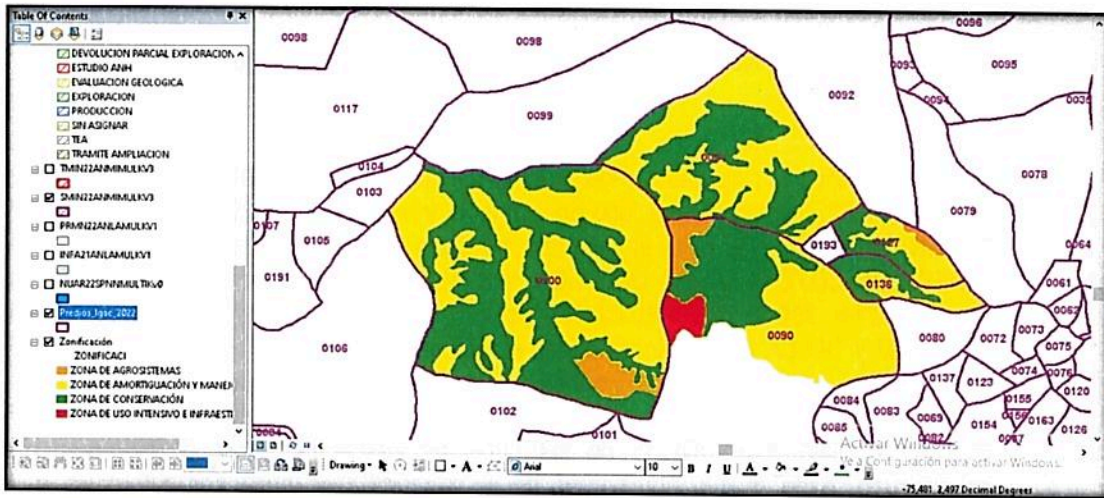 Table Of Contents
DEVOLUCION PARCIAL EXPLORACION
ESTUDIO ANH
EVALUACION GEOLOGICA
EXPLORACION
PRODUCCION
SIN ASIGNAR
TEA
TRAMITE AMPLIACION
TMIN22ANMIMULKV3
SMIN22ANMIMULKV3
PRMN22ANLAMULKV1
INFA21ANLAMULKV1
NUAR22SPNNMULTIKv0
Predios_Igac_2022
Zonificación
ZONIFICACI
ZONA DE AGROSISTEMAS
ZONA DE AMORTIGUACIÓN Y MANEJ
ZONA DE CONSERVACIÓN
ZONA DE USO INTENSIVO E INFRAESTI
0098
0098
0096
0093
0095
0117
0099
0092
0094
0104
0103
0078
0107
0105
0079
0193
0127
0064
0191
0100
0136
0061
0062
0106
0090
0080
0072
0073
0075
0074
0076
0137
0123
0120
0155
0102
0084
0083
0069
0156
0163
0154
0085
0082
0126
0101
Activar Windows
Ve a Configuración para activar Windows.
Drawing
Arial
10
B I U A
-75,481 2,497 Decimal Degrees